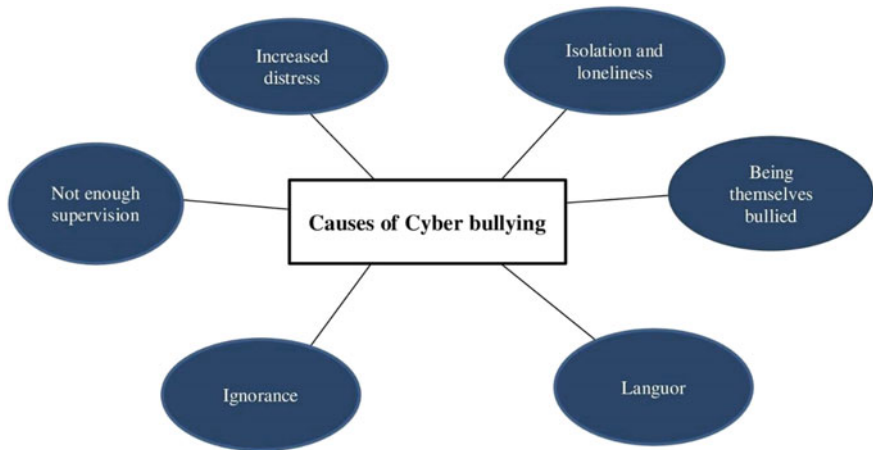 Increased
distress
Isolation and
loneliness
Not enough
supervision
Causes of Cyber bullying
Being
themselves
bullied
Ignorance
Languor